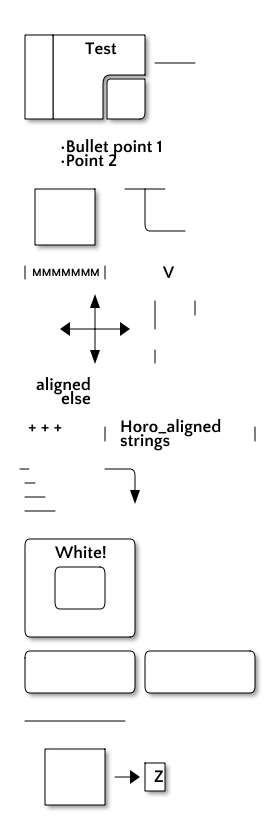 Test
·Bullet point 1
·Point 2
| MMMMMMM |
V
aligned
else
+ + +
Horo_aligned
strings
White!
Z